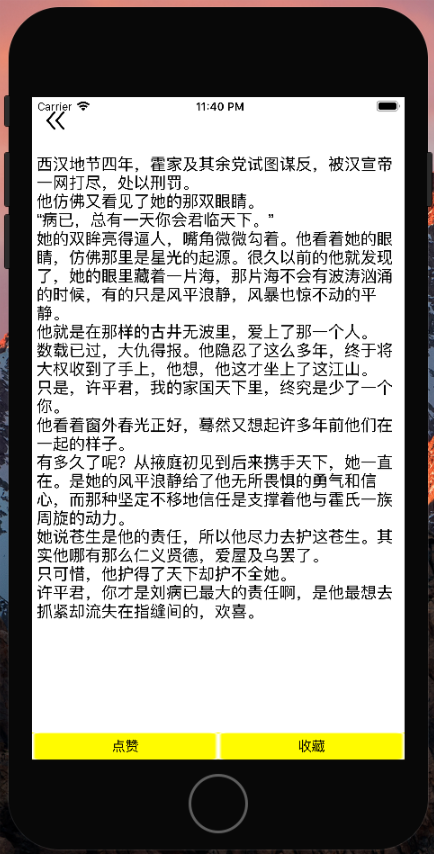 Carrier 11:40 PM
西汉地节四年，霍家及其余党试图谋反，被汉宣帝
一网打尽，处以刑罚。
他仿佛又看见了她的那双眼睛。
“病已，总有一天你会君临天下。”
她的双眸亮得逼人，嘴角微微勾着。他看着她的眼
睛，仿佛那里是星光的起源。很久以前的他就发现
了，她的眼里藏着一片海，那片海不会有波涛汹涌
的时候，有的只是风平浪静，风暴也惊不动的平
静。
他就是在那样的古井无波里，爱上了那一个人。
数载已过，大仇得报。他隐忍了这么多年，终于将
大权收到了手上，他想，他这才坐上了这江山。
只是，许平君，我的家国天下里，终究是少了一个
你。
他看着窗外春光正好，蓦然又想起许多年前他们在
一起的样子。
有多久了呢？从掖庭初见到后来携手天下，她一直
在。是她的风平浪静给了他无所畏惧的勇气和信
心，而那种坚定不移地信任是支撑着他与霍氏一族
周旋的动力。
她说苍生是他的责任，所以他尽力去护这苍生。其
实他哪有那么仁义贤德，爱屋及乌罢了。
只可惜，他护得了天下却护不全她。
许平君，你才是刘病已最大的责任啊，是他最想去
抓紧却流失在指缝间的，欢喜。
点赞 收藏